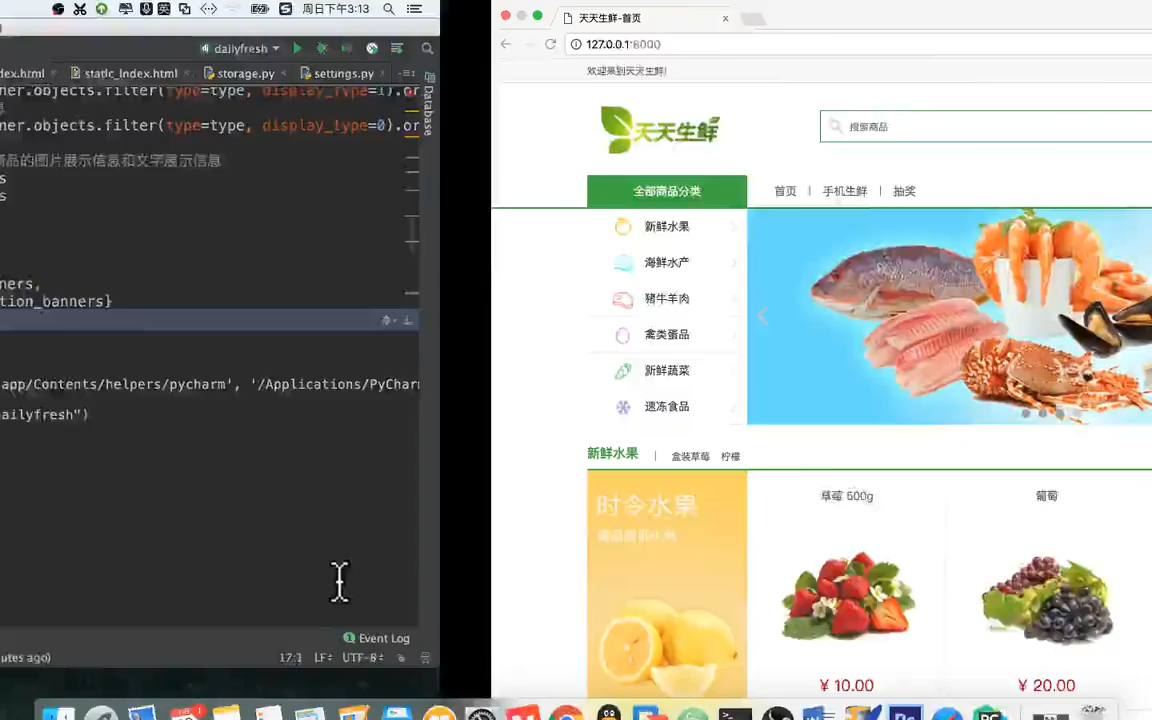 周日下午3:13
dailyfresh
dex.html
static_index.html
storage.py
settings.py
ner.objects.filter(type=type, display_type=1).or
ner.objects.filter(type=type, display_type=0).or
商品的图片展示信息和文字展示信息
s
s
ners,
tion_banners}
app/Contents/helpers/pycharm', '/Applications/PyCharm
ailyfresh")
Database
Event Log
utes ago)
17:1 LF÷ UTF-8÷
天天生鲜-首页
127.0.0.1:8000
欢迎来到天天生鲜!
天天生鲜
搜索商品
全部商品分类
首页 | 手机生鲜 | 抽奖
新鲜水果
海鲜水产
猪牛羊肉
禽类蛋品
新鲜蔬菜
速冻食品
新鲜水果 | 盒装草莓 柠檬
时令水果
草莓 500g
葡萄
¥ 10.00
¥ 20.00